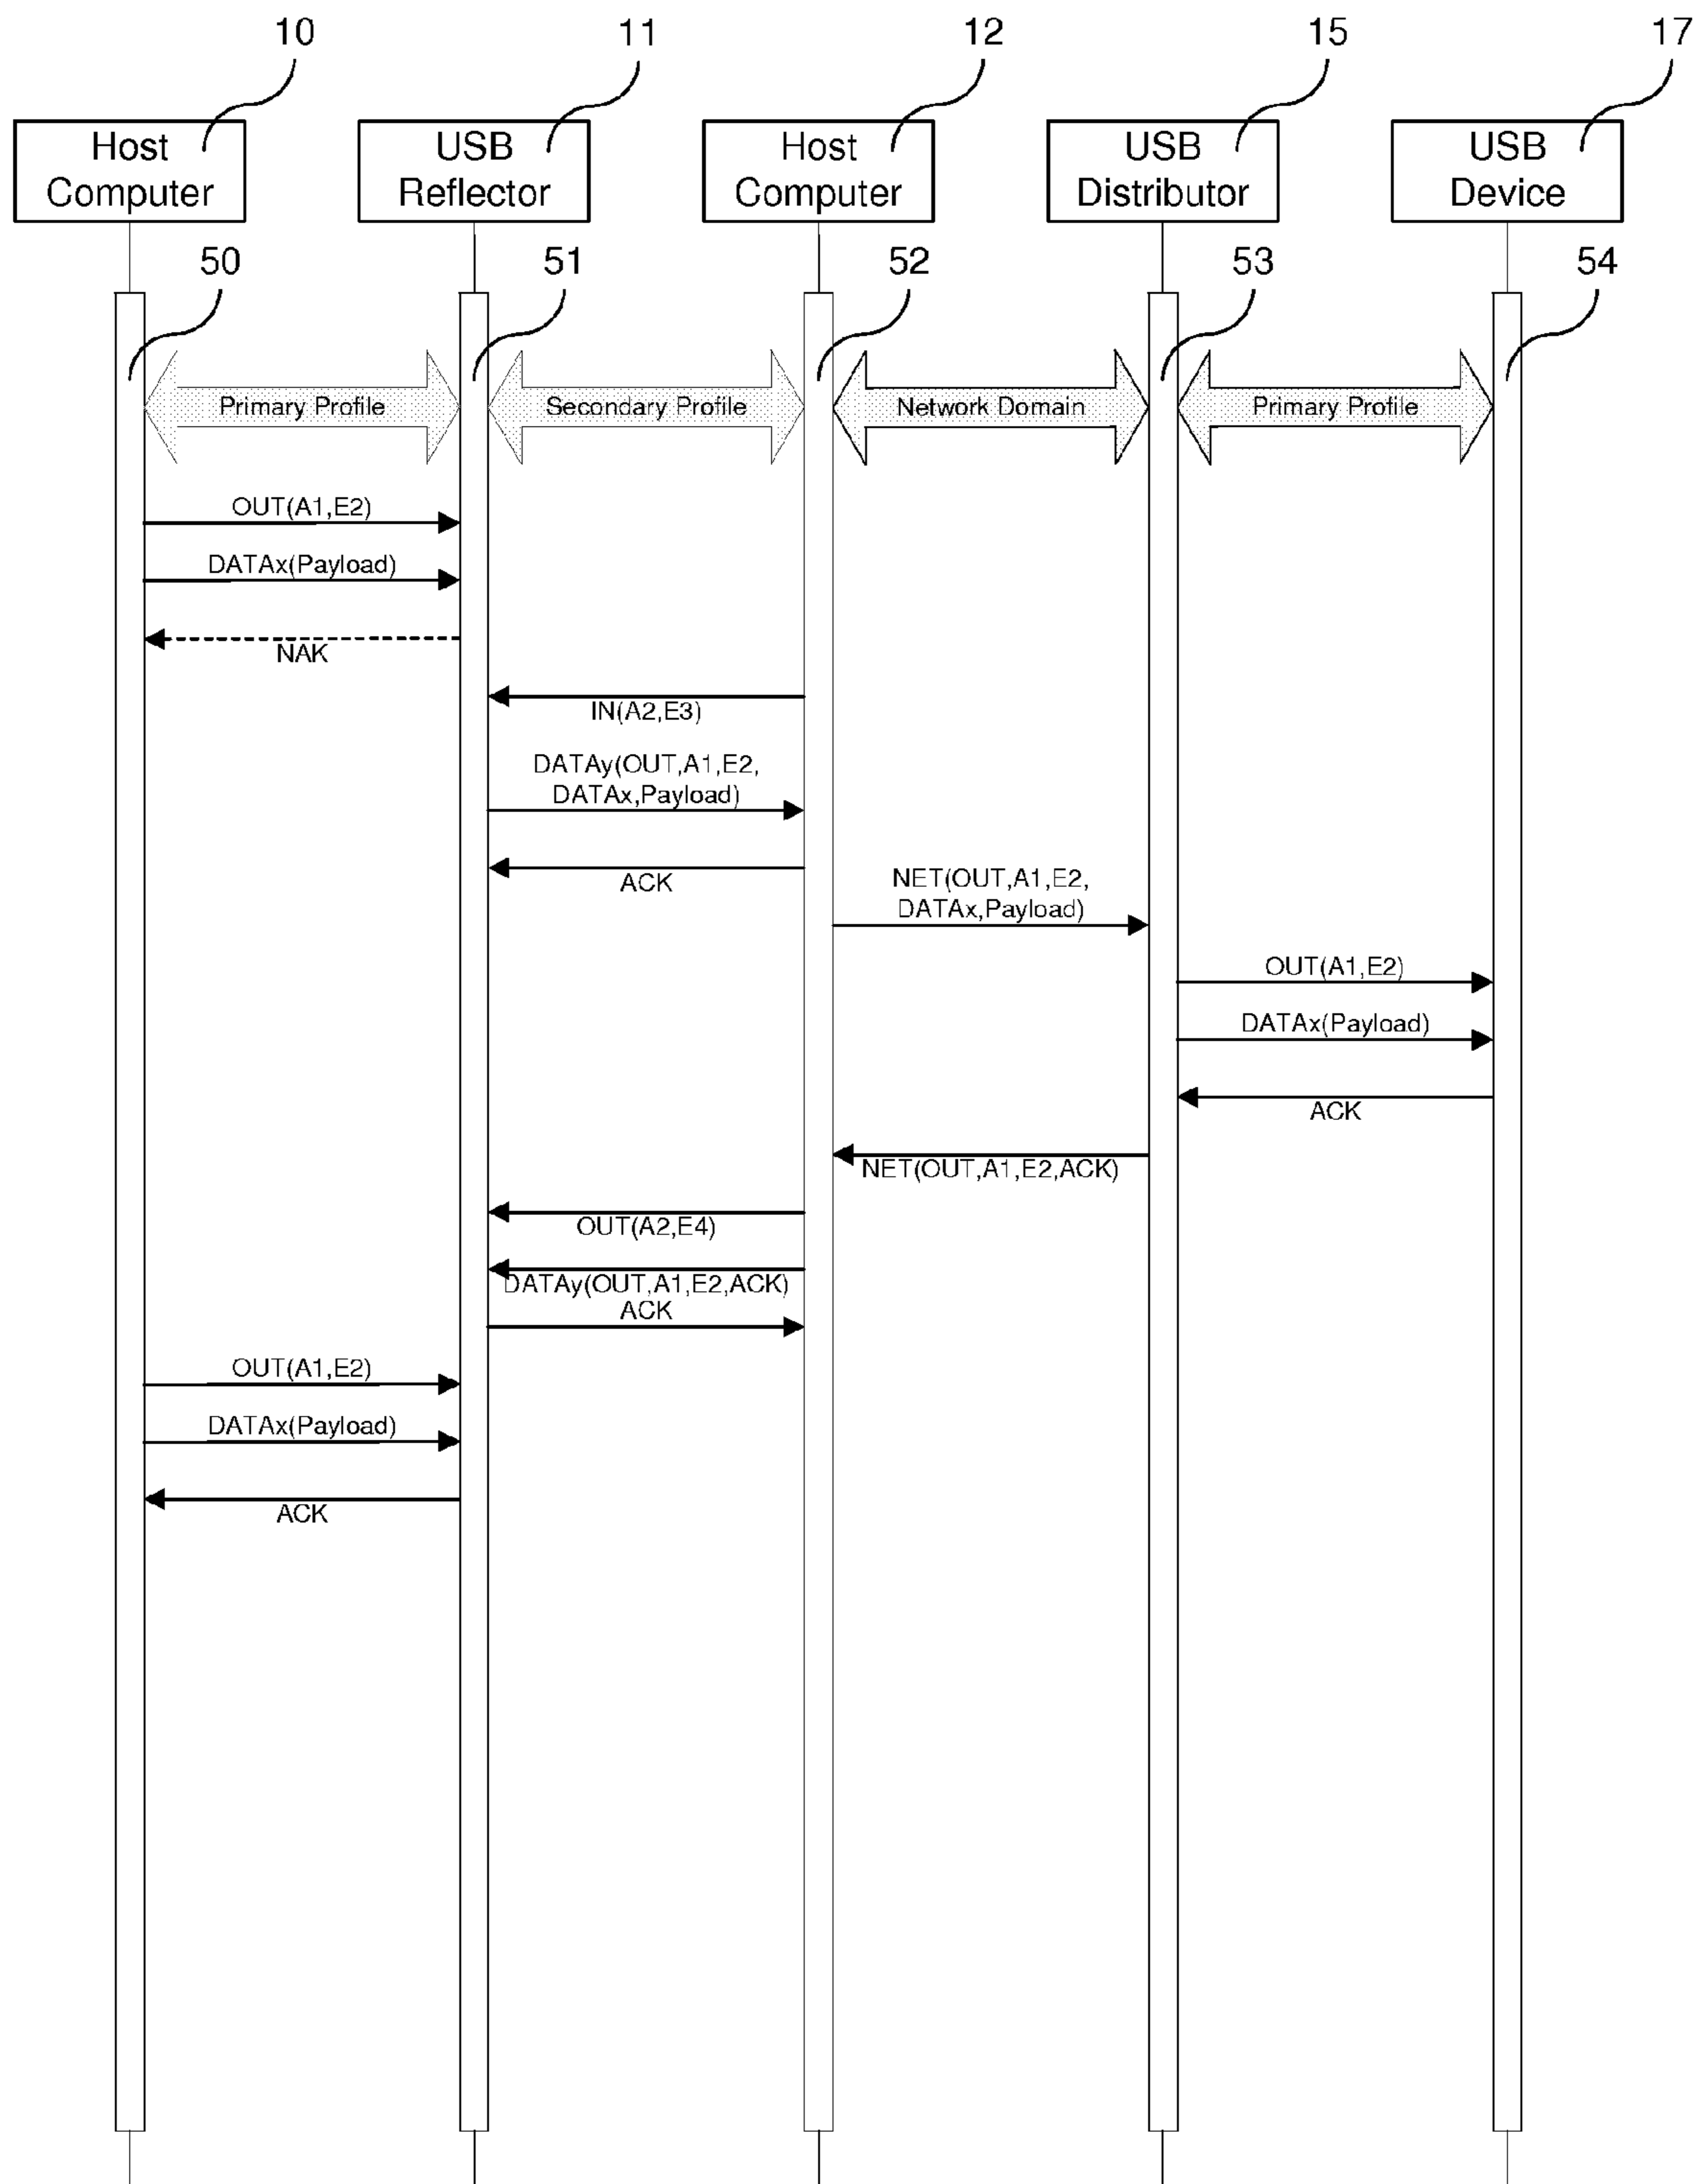 10
11
12
15
17
Host
Computer
USB
Reflector
Host
Computer
USB
Distributor
USB
Device
50
51
52
53
54
Primary Profile
Secondary Profile
Network Domain
Primary Profile
OUT(A1,E2)
DATAx(Payload)
NAK
IN(A2,E3)
DATAy(OUT,A1,E2,
DATAx,Payload)
ACK
NET(OUT,A1,E2,
DATAx,Payload)
OUT(A1,E2)
DATAx(Payload)
ACK
NET(OUT,A1,E2,ACK)
OUT(A2,E4)
DATAy(OUT,A1,E2,ACK)
ACK
OUT(A1,E2)
DATAx(Payload)
ACK